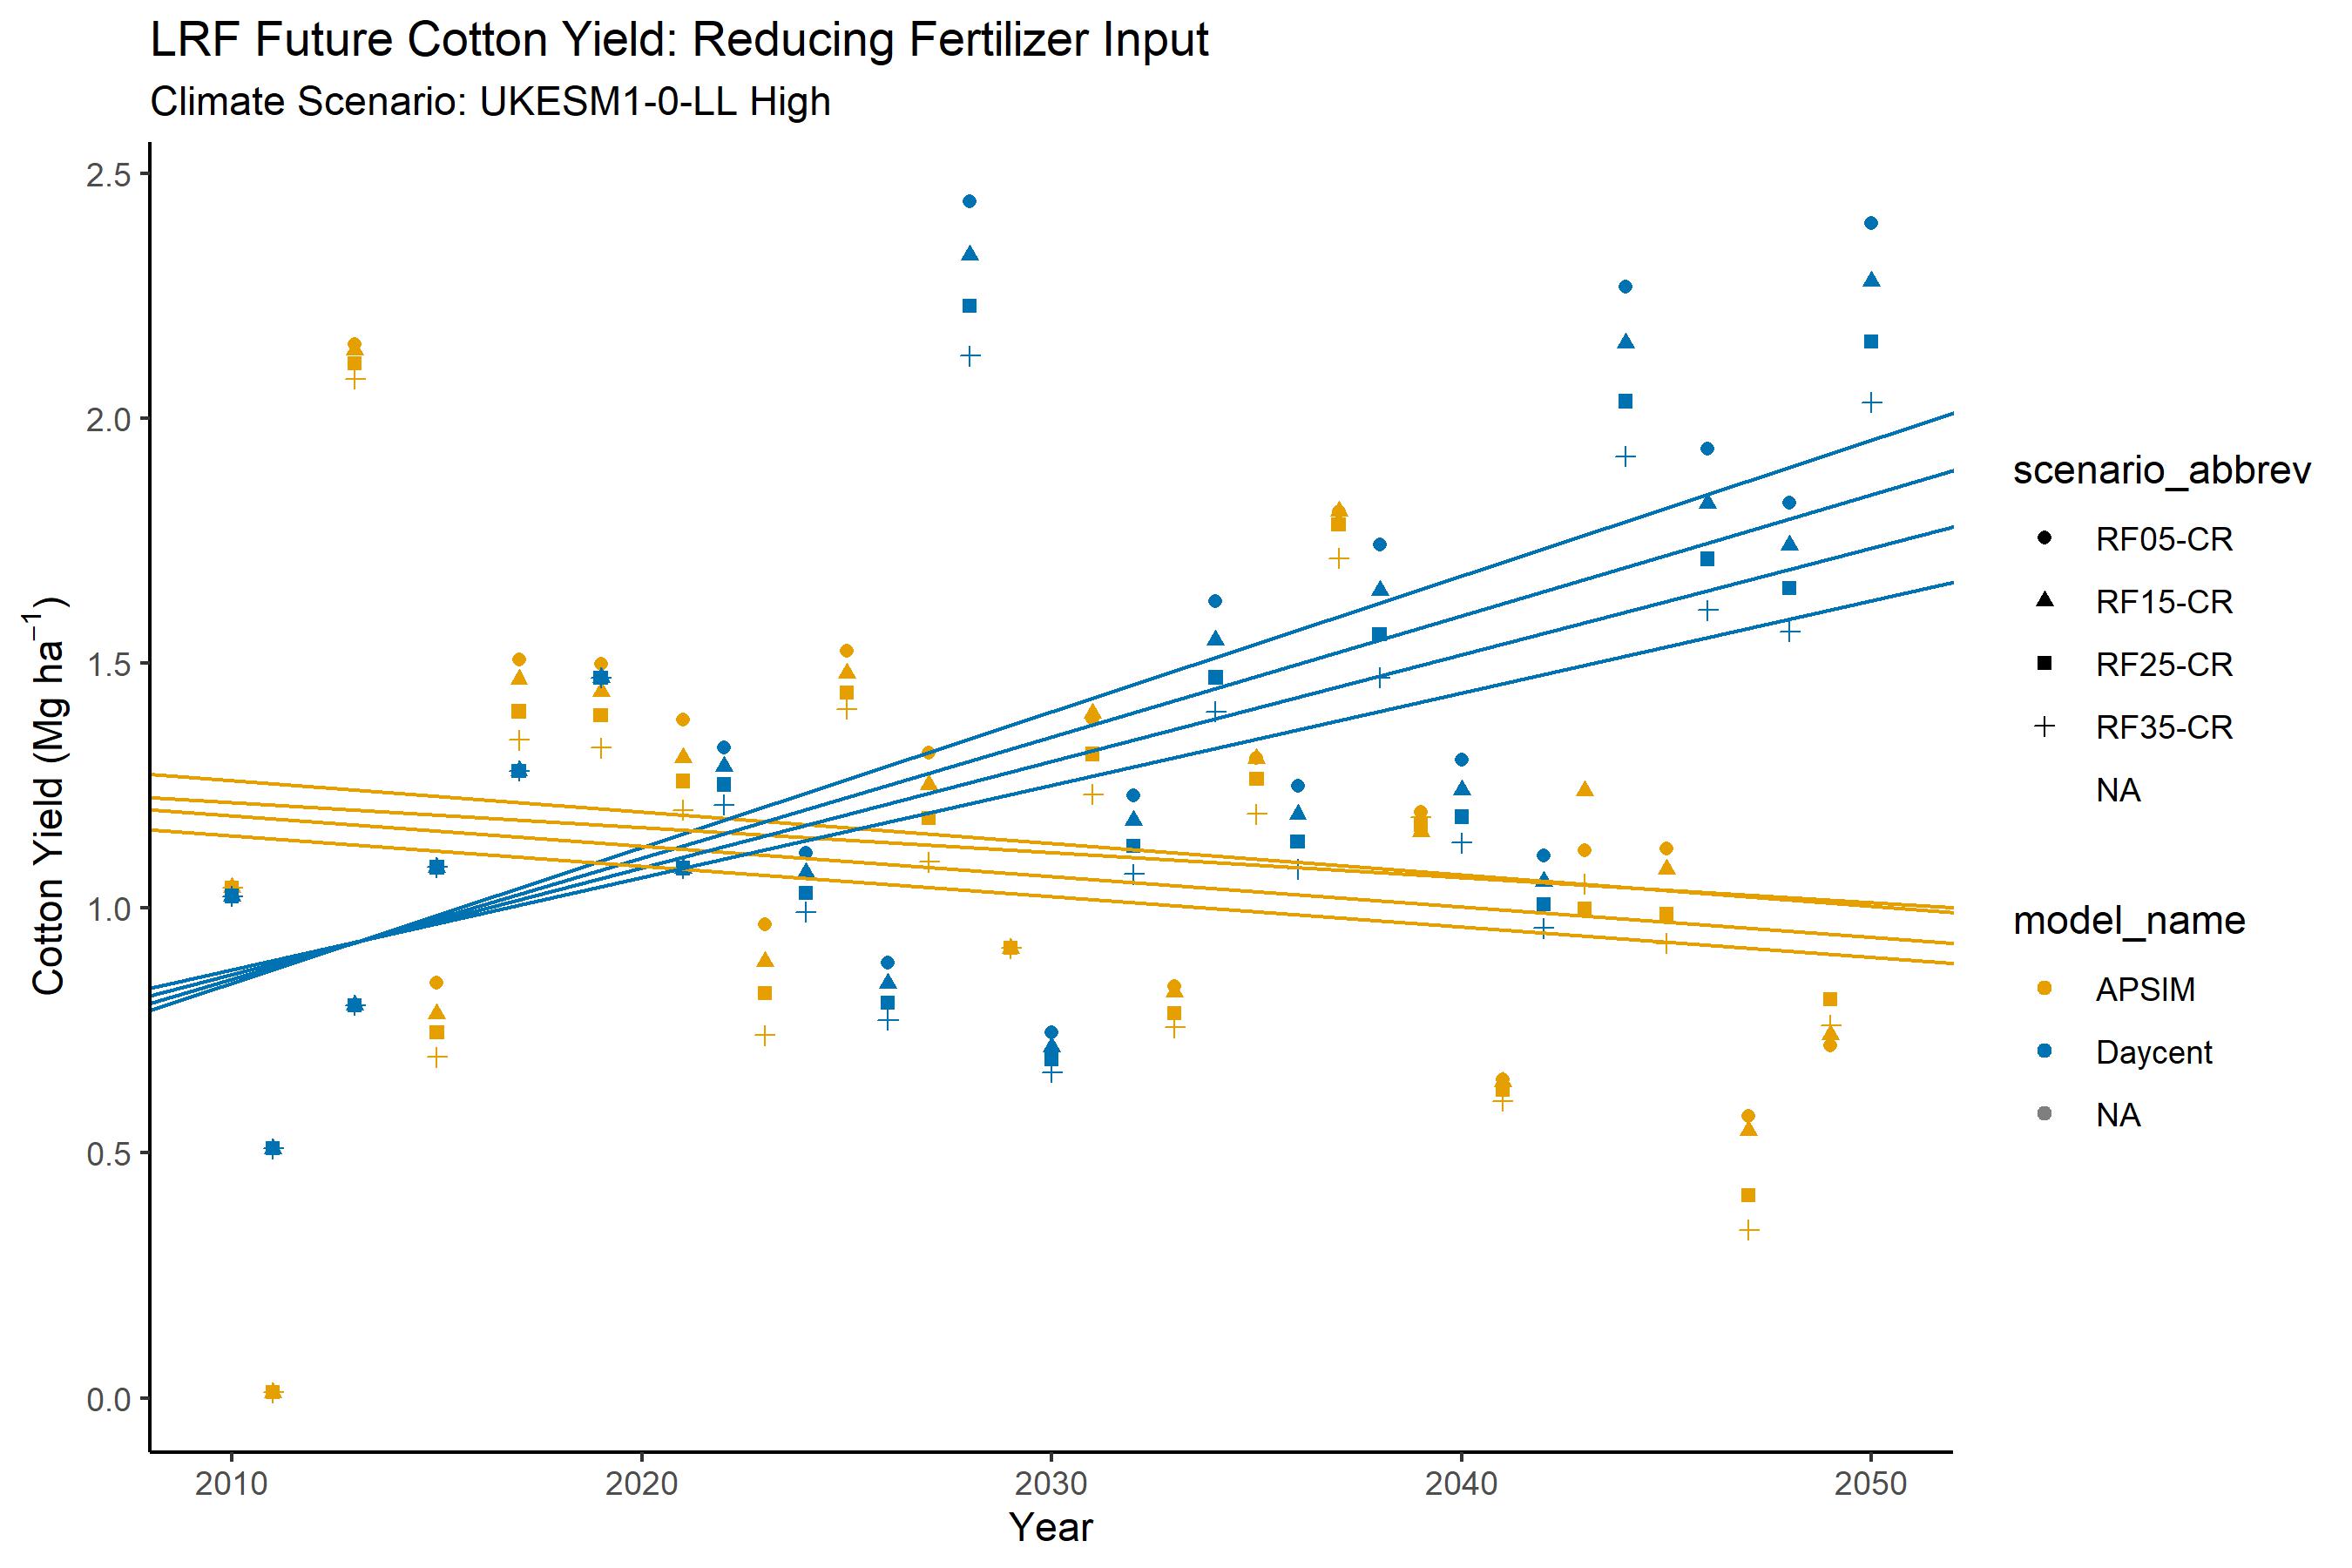 LRF Future Cotton Yield: Reducing Fertilizer Input
Climate Scenario: UKESM1-0-LL High
2.5
2.0
1.5
1.0
0.5
0.0
Cotton Yield (Mg ha⁻¹)
2010
2020
2030
2040
2050
Year
scenario_abbrev
RF05-CR
RF15-CR
RF25-CR
RF35-CR
NA
model_name
APSIM
Daycent
NA